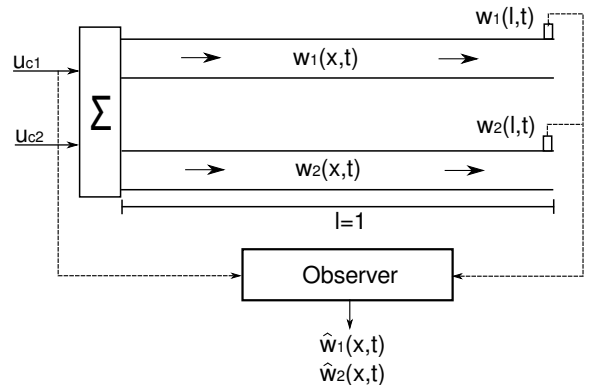 w₁(l,t)
u_c1
w₁(x,t)
Σ
w₂(l,t)
u_c2
w₂(x,t)
l=1
Observer
ŵ₁(x,t)
ŵ₂(x,t)